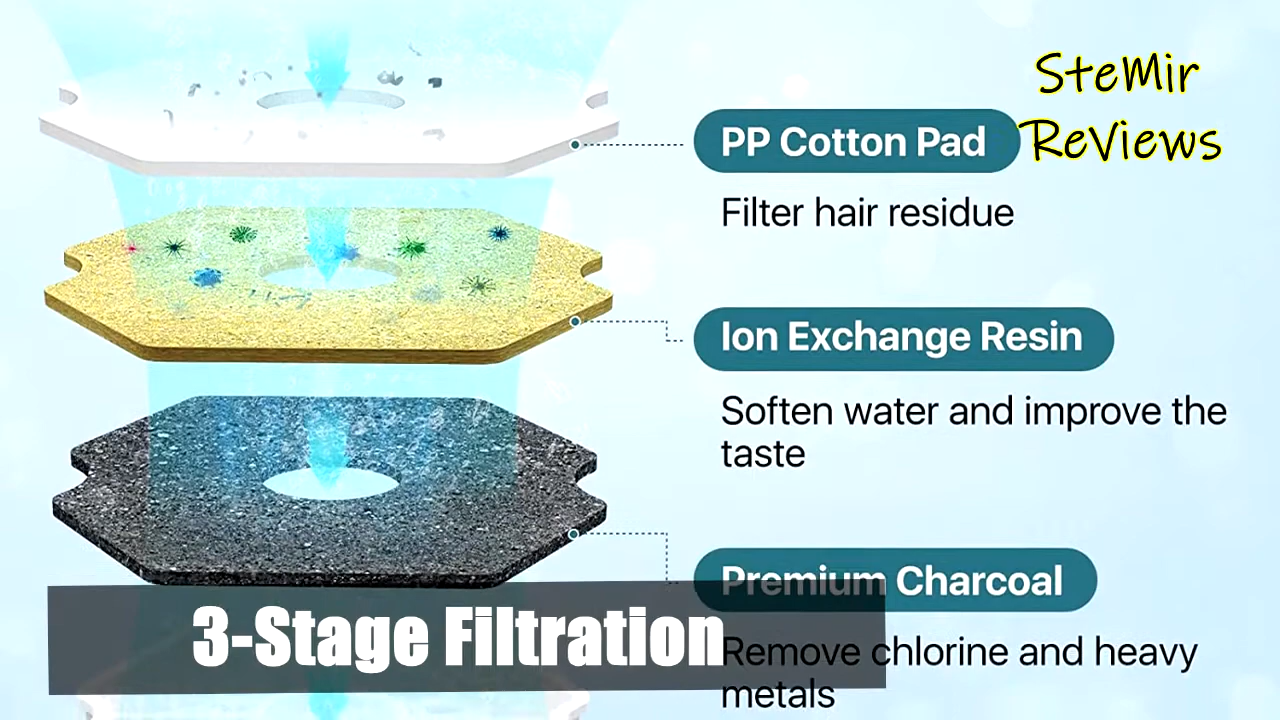 SteMir
ReViews
PP Cotton Pad
Filter hair residue
Ion Exchange Resin
Soften water and improve the
taste
Premium Charcoal
3-Stage Filtration
Remove chlorine and heavy
metals